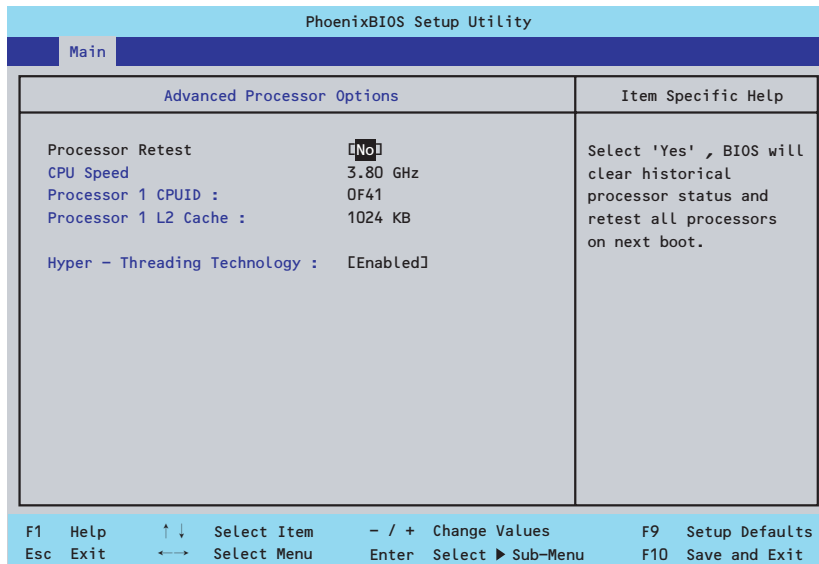 PhoenixBIOS Setup Utility
Main
Advanced Processor Options
Item Specific Help
Processor Retest [No]
CPU Speed 3.80 GHz
Processor 1 CPUID : 0F41
Processor 1 L2 Cache : 1024 KB
Hyper – Threading Technology : [Enabled]
Select 'Yes' , BIOS will
clear historical
processor status and
retest all processors
on next boot.
F1 Help ↑↓ Select Item – / + Change Values F9 Setup Defaults
Esc Exit ←→ Select Menu Enter Select ▶ Sub-Menu F10 Save and Exit